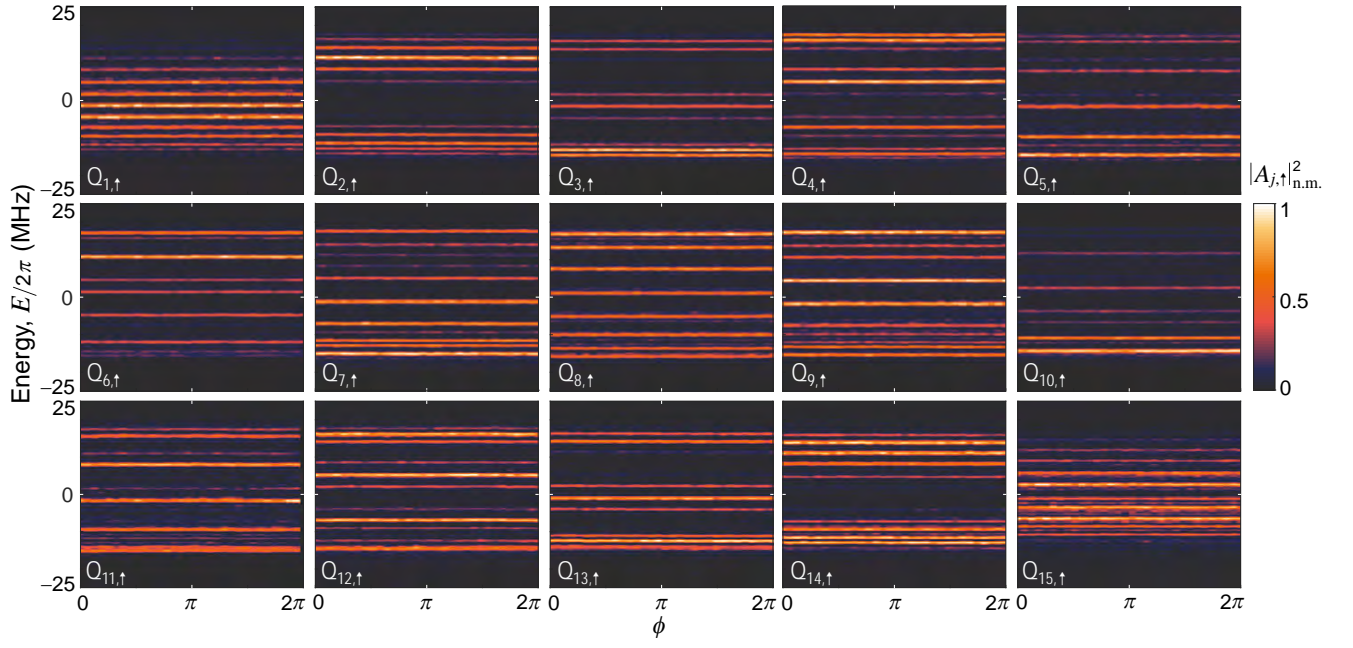 25
0
−25
Q1,↑
Q2,↑
Q3,↑
Q4,↑
Q5,↑
|Aj,↑|²n.m.
Energy, E/2π (MHz)
25
0
−25
Q6,↑
Q7,↑
Q8,↑
Q9,↑
Q10,↑
1
0.5
0
25
0
−25
Q11,↑
Q12,↑
Q13,↑
Q14,↑
Q15,↑
0 π 2π 0 π 2π 0 π 2π 0 π 2π 0 π 2π
ϕ